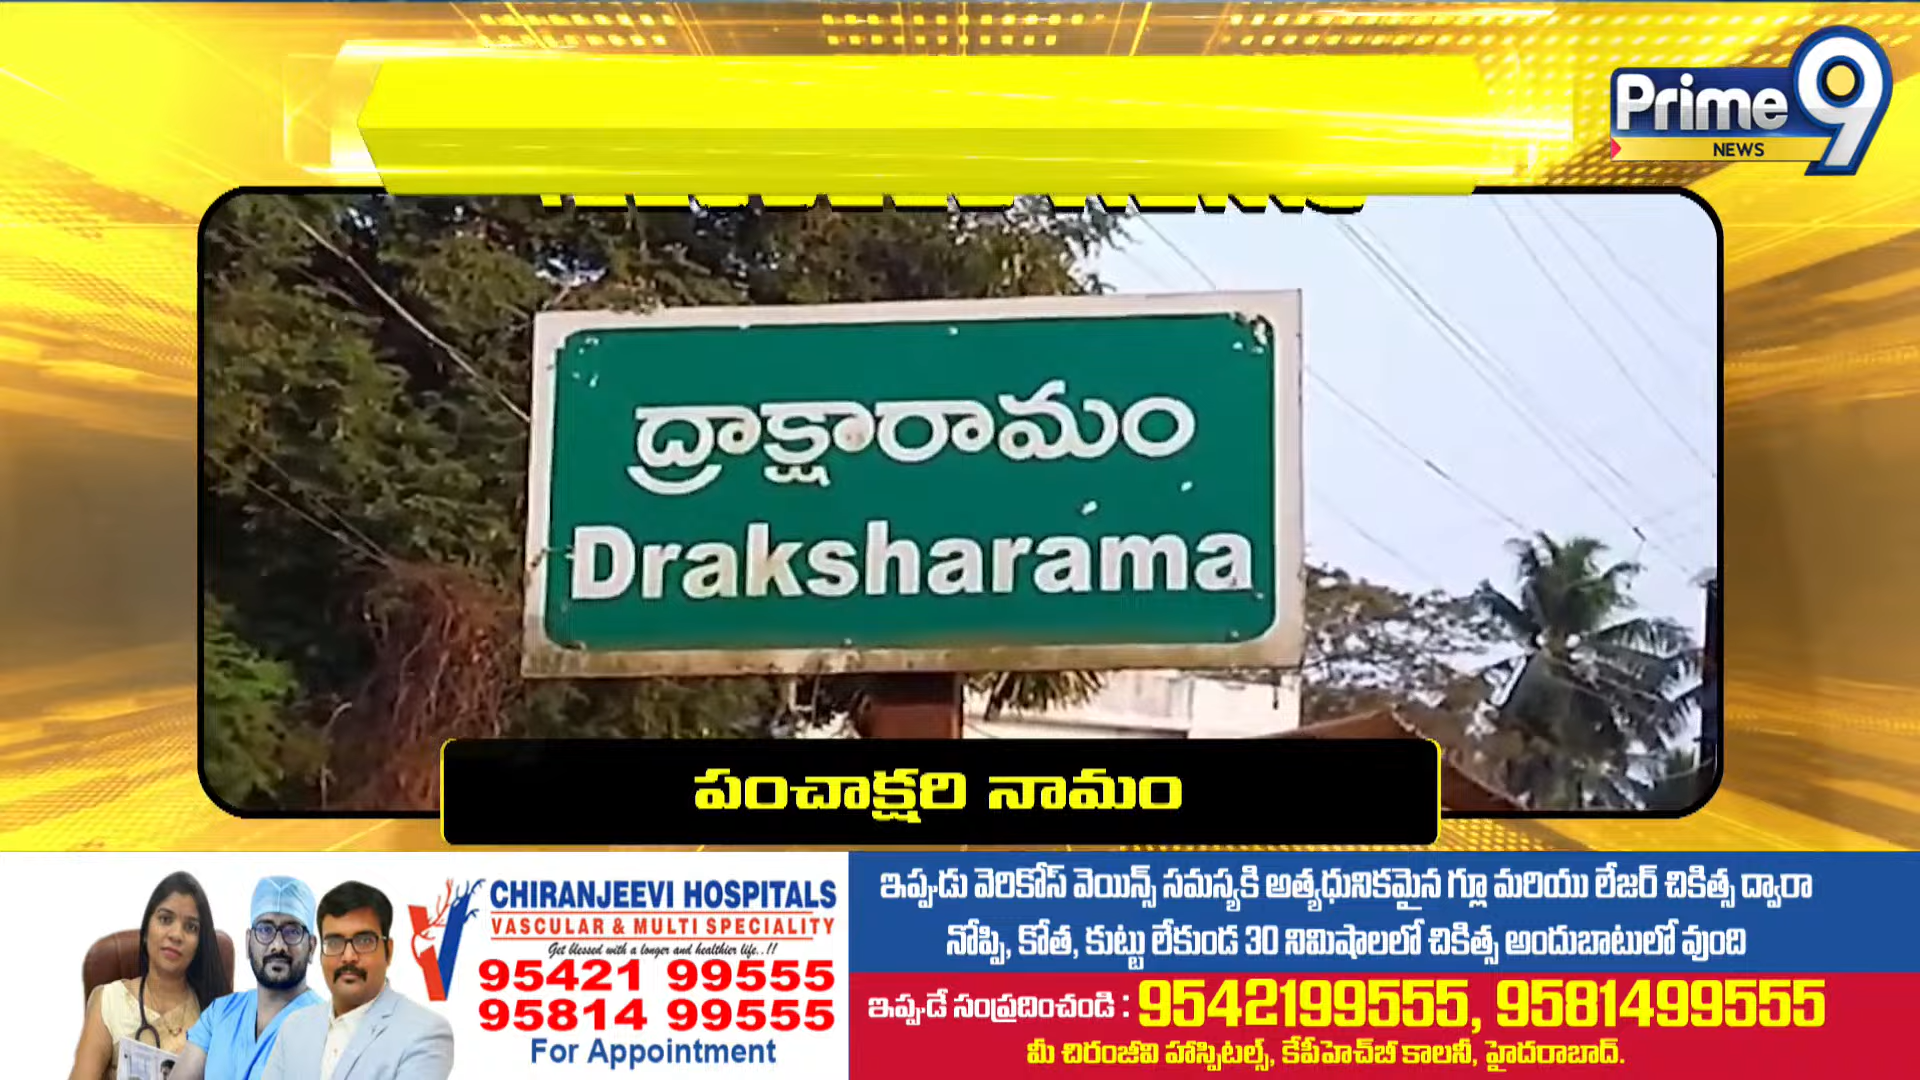 Prime9
NEWS
ద్రాక్షారామం
Draksharama
పంచాక్షరి నామం
CHIRANJEEVI HOSPITALS
VASCULAR & MULTI SPECIALITY
Get blessed with a longer and healthier life..!!
95421 99555
95814 99555
For Appointment
ఇప్పుడు వెరికోస్ వెయిన్స్ సమస్యకి అత్యధునికమైన గ్లూ మరియు లేజర్ చికిత్స ద్వారా
నొప్పి, కోత, కుట్టు లేకుండ 30 నిమిషాలలో చికిత్స అందుబాటులో వుంది
ఇప్పుడే సంప్రదించండి : 9542199555, 9581499555
మీ చిరంజీవి హాస్పిటల్స్, కేపీహెచ్‌బీ కాలనీ, హైదరాబాద్.